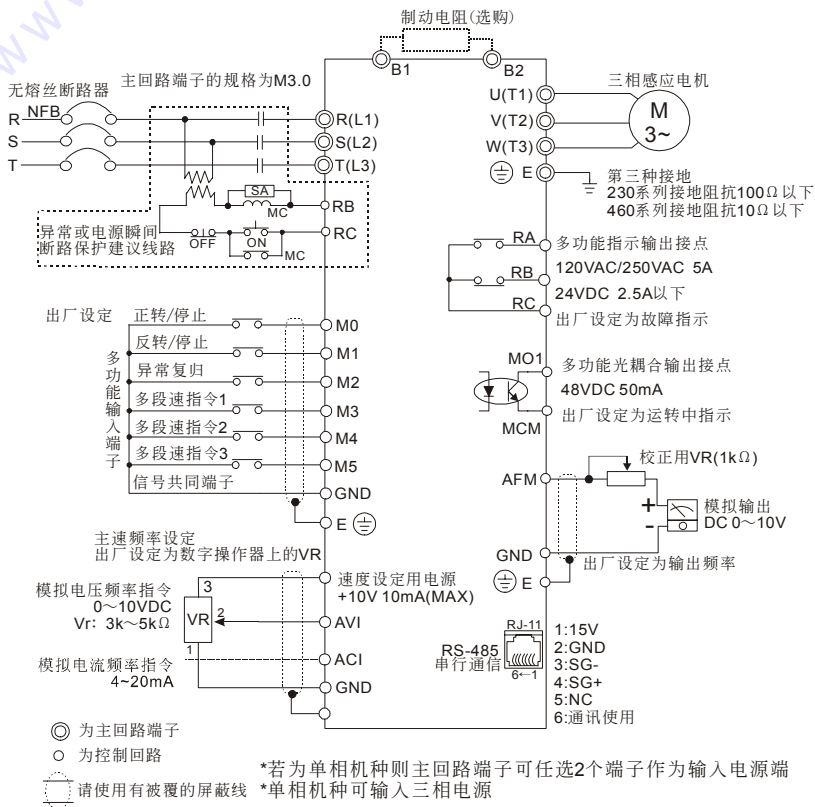 制动电阻(选购)
B1
B2
主回路端子的规格为M3.0
无熔丝断路器
NFB
R
S
T
R(L1)
S(L2)
T(L3)
SA
MC
RB
RC
异常或电源瞬间
断路保护建议线路
OFF
ON
MC
三相感应电机
U(T1)
V(T2)
W(T3)
M
3~
E
第三种接地
230系列接地阻抗100Ω以下
460系列接地阻抗10Ω以下
RA
RB
RC
多功能指示输出接点
120VAC/250VAC 5A
24VDC 2.5A以下
出厂设定为故障指示
出厂设定
多功能输入端子
正转/停止
反转/停止
异常复归
多段速指令1
多段速指令2
多段速指令3
信号共同端子
M0
M1
M2
M3
M4
M5
GND
E
MO1
MCM
多功能光耦合输出接点
48VDC 50mA
出厂设定为运转中指示
校正用VR(1kΩ)
AFM
+
-
模拟输出
DC 0～10V
GND
出厂设定为输出频率
E
主速频率设定
出厂设定为数字操作器上的VR
模拟电压频率指令
0～10VDC
Vr: 3k～5kΩ
3
VR
2
1
速度设定用电源
+10V 10mA(MAX)
AVI
模拟电流频率指令
4~20mA
ACI
GND
RS-485
串行通信
RJ-11
6←1
1:15V
2:GND
3:SG-
4:SG+
5:NC
6:通讯使用
为主回路端子
为控制回路
请使用有被覆的屏蔽线
*若为单相机种则主回路端子可任选2个端子作为输入电源端
*单相机种可输入三相电源